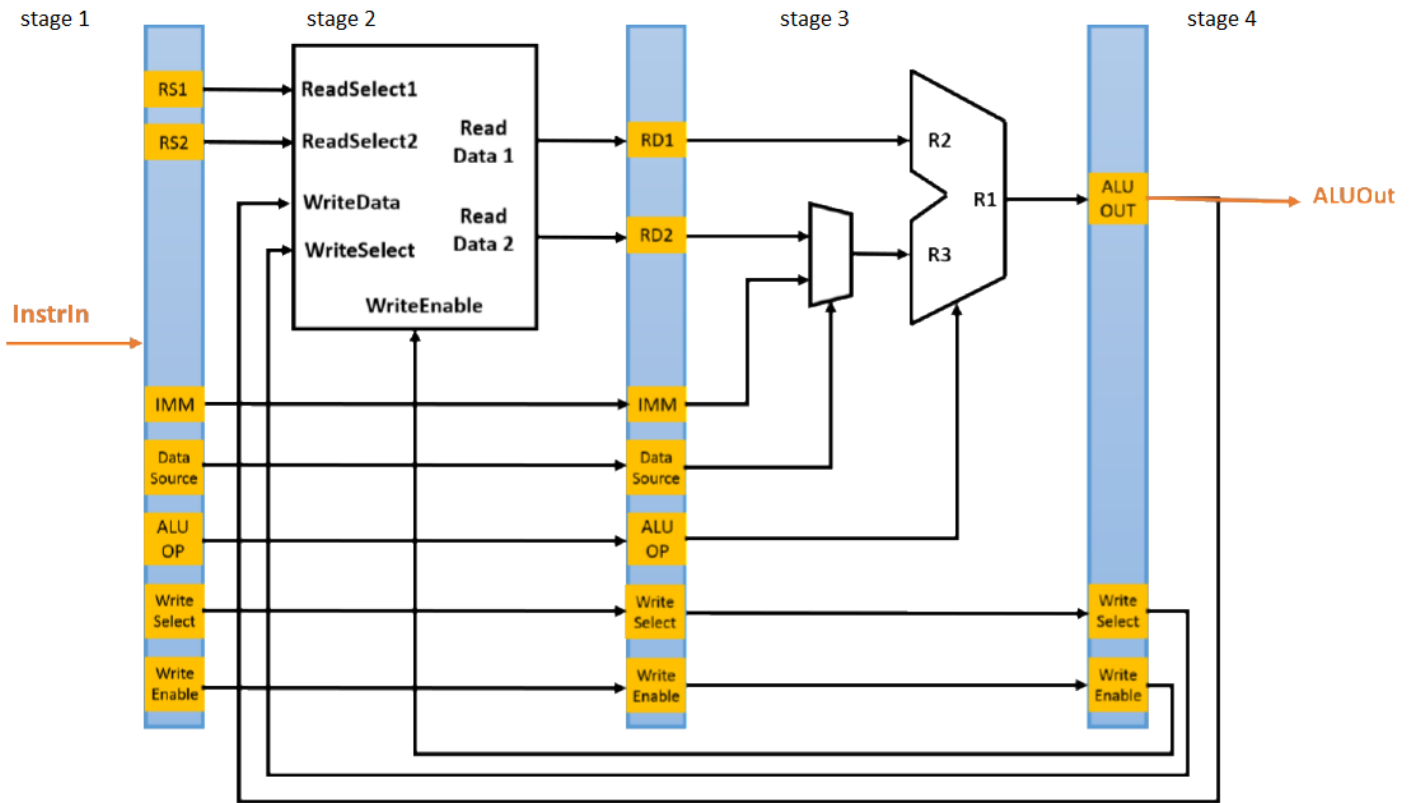 stage 1
stage 2
stage 3
stage 4
RS1
RS2
InstrIn
IMM
Data
Source
ALU
OP
Write
Select
Write
Enable
ReadSelect1
ReadSelect2
WriteData
WriteSelect
WriteEnable
Read
Data 1
Read
Data 2
RD1
RD2
IMM
Data
Source
ALU
OP
Write
Select
Write
Enable
R2
R3
R1
ALU
OUT
Write
Select
Write
Enable
ALUOut